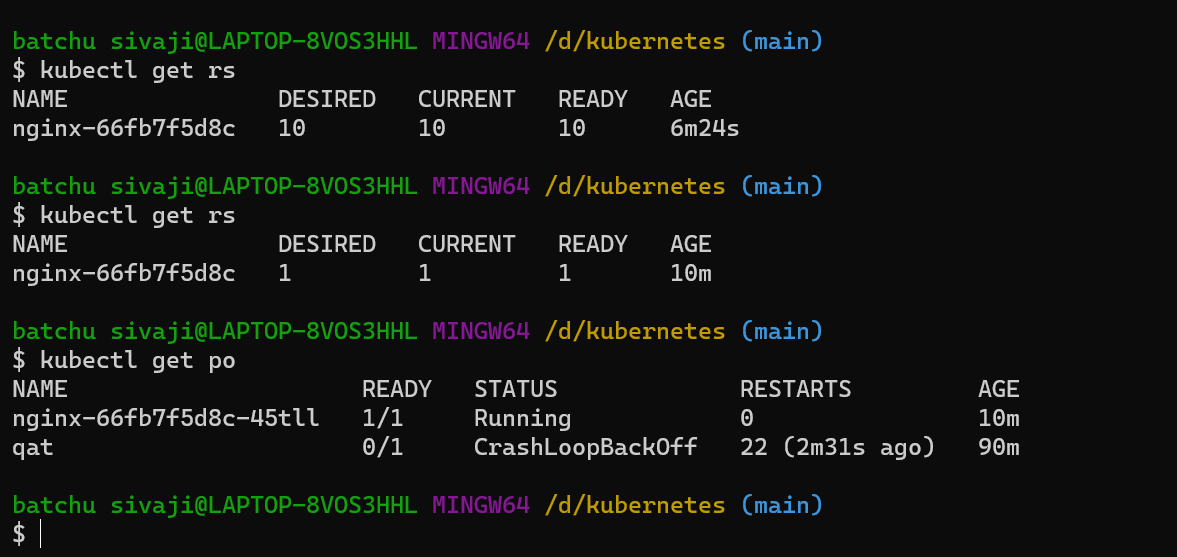 batchu sivaji@LAPTOP-8VOS3HHL MINGW64 /d/kubernetes (main)
$ kubectl get rs
NAME DESIRED CURRENT READY AGE
nginx-66fb7f5d8c 10 10 10 6m24s
batchu sivaji@LAPTOP-8VOS3HHL MINGW64 /d/kubernetes (main)
$ kubectl get rs
NAME DESIRED CURRENT READY AGE
nginx-66fb7f5d8c 1 1 1 10m
batchu sivaji@LAPTOP-8VOS3HHL MINGW64 /d/kubernetes (main)
$ kubectl get po
NAME READY STATUS RESTARTS AGE
nginx-66fb7f5d8c-45tll 1/1 Running 0 10m
qat 0/1 CrashLoopBackOff 22 (2m31s ago) 90m
batchu sivaji@LAPTOP-8VOS3HHL MINGW64 /d/kubernetes (main)
$